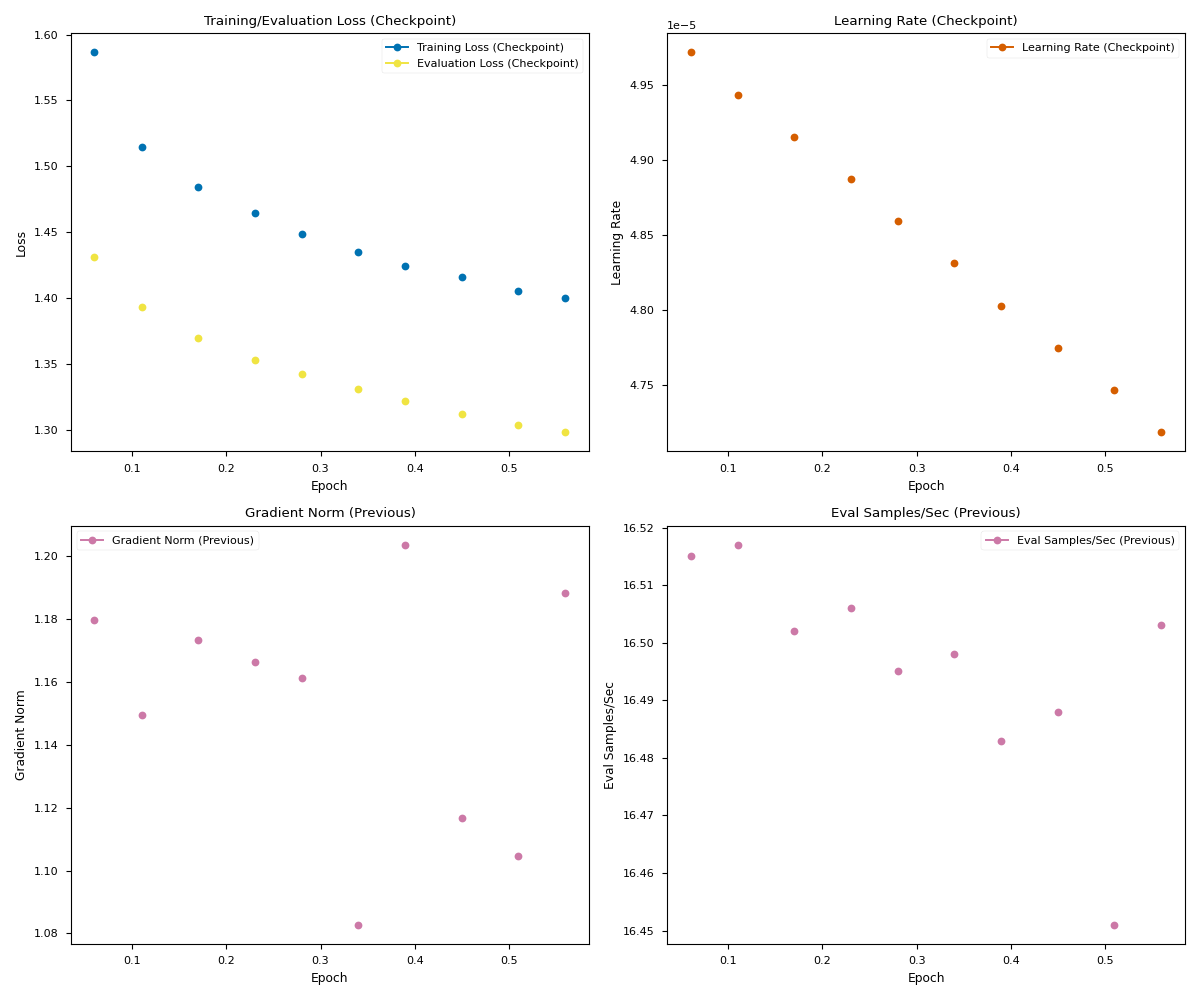 Training/Evaluation Loss (Checkpoint)
Training Loss (Checkpoint)
Evaluation Loss (Checkpoint)
Loss
1.60
1.55
1.50
1.45
1.40
1.35
1.30
0.1 0.2 0.3 0.4 0.5
Epoch
Learning Rate (Checkpoint)
1e−5
Learning Rate (Checkpoint)
Learning Rate
4.95
4.90
4.85
4.80
4.75
0.1 0.2 0.3 0.4 0.5
Epoch
Gradient Norm (Previous)
Gradient Norm (Previous)
Gradient Norm
1.20
1.18
1.16
1.14
1.12
1.10
1.08
0.1 0.2 0.3 0.4 0.5
Epoch
Eval Samples/Sec (Previous)
Eval Samples/Sec (Previous)
Eval Samples/Sec
16.52
16.51
16.50
16.49
16.48
16.47
16.46
16.45
0.1 0.2 0.3 0.4 0.5
Epoch